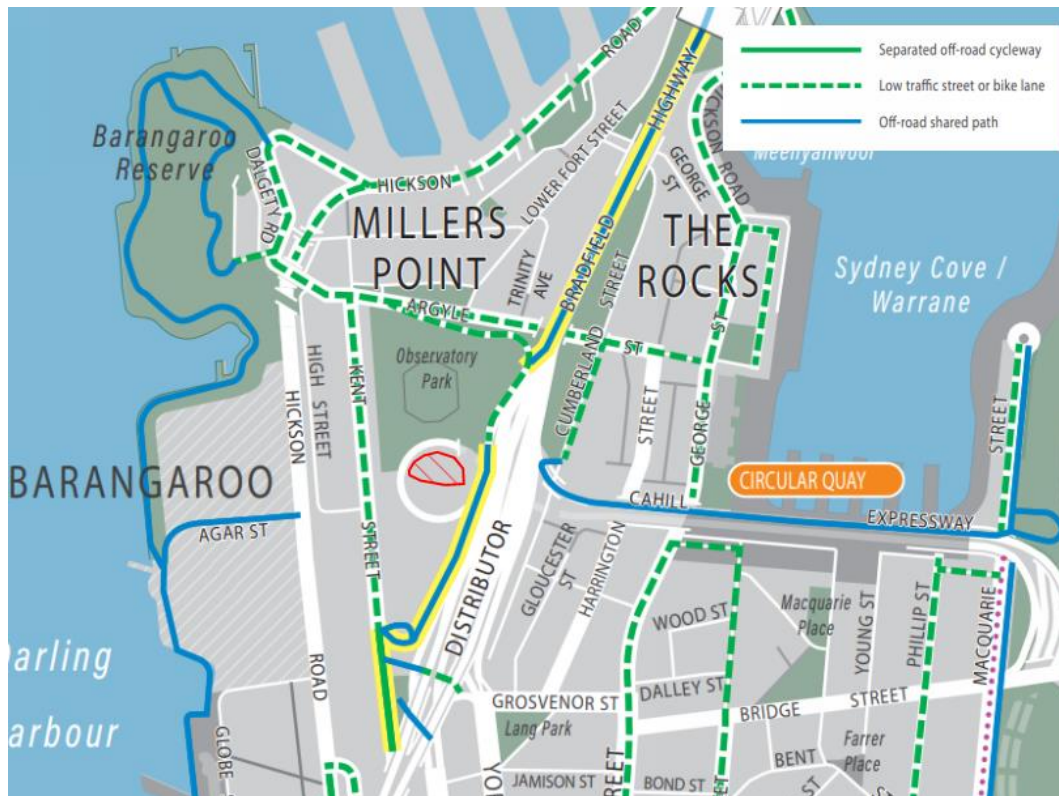 Separated off-road cycleway
Low traffic street or bike lane
Off-road shared path
ROAD
HIGHWAY
Barangaroo
Reserve
DALGETY RD
HICKSON
LOWER FORT STREET
GEORGE
ST
ROAD
MILLERS
POINT
THE
ROCKS
TRINITY
AVE
BRADFIELD
STREET
Sydney Cove /
Warrane
ARGYLE
ST
ST
Observatory
Park
KENT
HIGH STREET
HICKSON
CUMBERLAND
STREET
GEORGE
STREET
BARANGAROO
CIRCULAR QUAY
CAHILL
EXPRESSWAY
AGAR ST
STREET
DISTRIBUTOR
GLOUCESTER
ST
HARRINGTON
WOOD ST
Macquarie
Place
YOUNG ST
PHILLIP ST
MACQUARIE
arling
arbour
ROAD
GROSVENOR ST
DALLEY ST
BRIDGE STREET
Lang Park
Farrer
Place
BENT
ST
ST
GLOBE
JAMISON ST
BOND ST